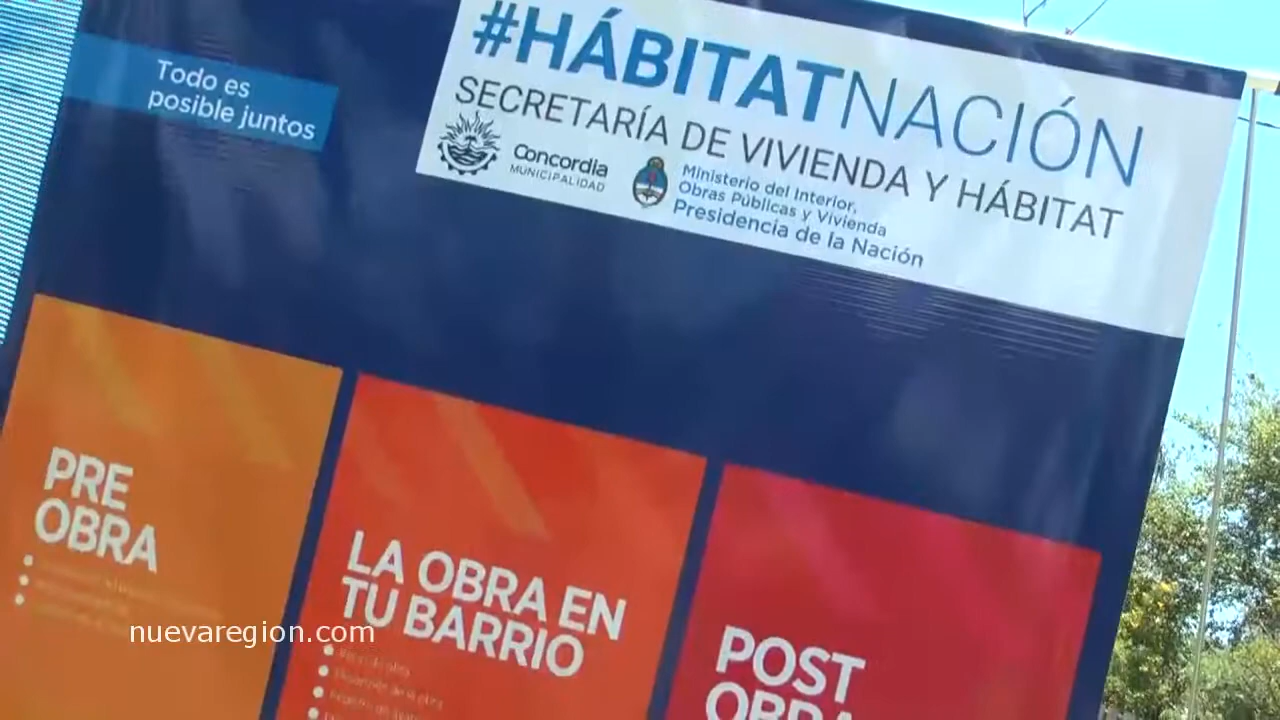 Todo es
posible juntos
#HÁBITATNACIÓN
SECRETARÍA DE VIVIENDA Y HÁBITAT
Concordia
MUNICIPALIDAD
Ministerio del Interior,
Obras Públicas y Vivienda
Presidencia de la Nación
PRE
OBRA
LA OBRA EN
TU BARRIO
POST
OBRA
nuevaregion.com